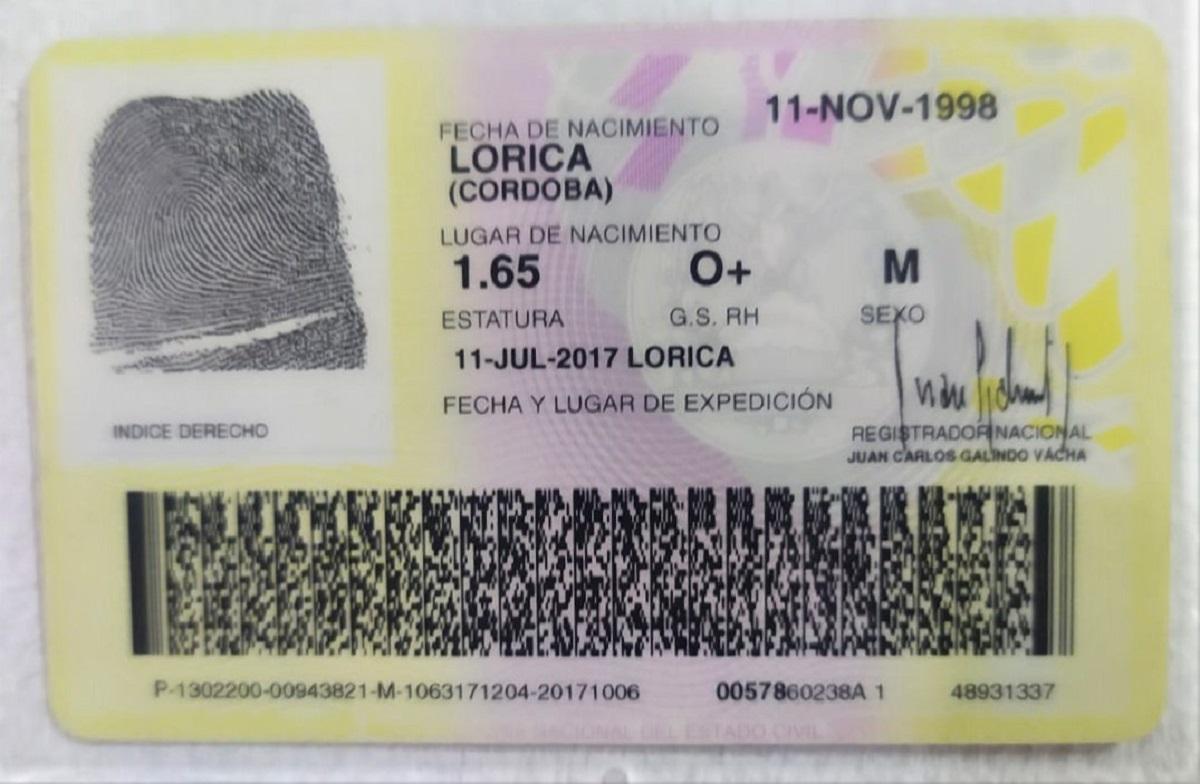 11-NOV-1998
FECHA DE NACIMIENTO
LORICA
(CORDOBA)
LUGAR DE NACIMIENTO
1.65 O+ M
ESTATURA G.S. RH SEXO
11-JUL-2017 LORICA
FECHA Y LUGAR DE EXPEDICIÓN
INDICE DERECHO
REGISTRADOR NACIONAL
JUAN CARLOS GALINDO VÁCHA
P-1302200-00943821-M-1063171204-20171006 0057860238A 1 48931337
NACIONAL DEL ESTADO CIVIL